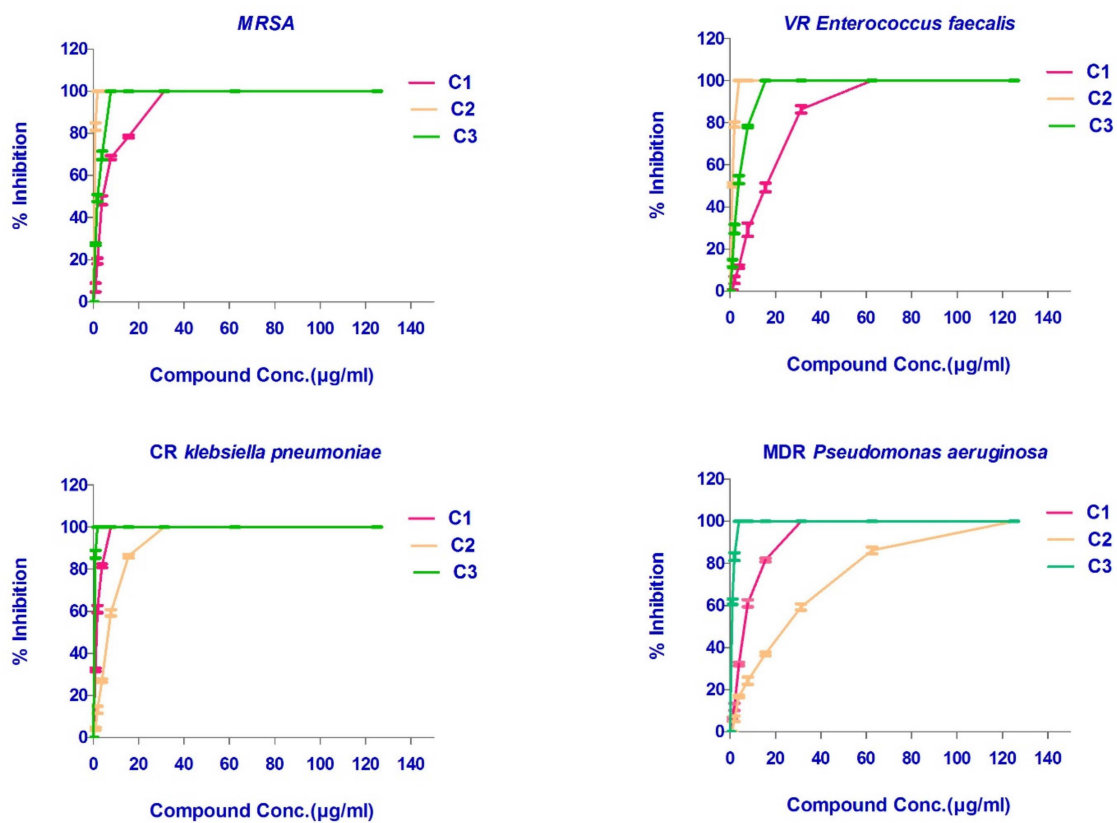 MRSA
120
100
80
60
40
20
0
% Inhibition
0 20 40 60 80 100 120 140
Compound Conc.(µg/ml)
C1
C2
C3
VR Enterococcus faecalis
120
100
80
60
40
20
0
% Inhibition
0 20 40 60 80 100 120 140
Compound Conc.(µg/ml)
C1
C2
C3
CR klebsiella pneumoniae
120
100
80
60
40
20
0
% Inhibition
0 20 40 60 80 100 120 140
Compound Conc.(µg/ml)
C1
C2
C3
MDR Pseudomonas aeruginosa
120
100
80
60
40
20
0
% Inhibition
0 20 40 60 80 100 120 140
Compound Conc.(µg/ml)
C1
C2
C3